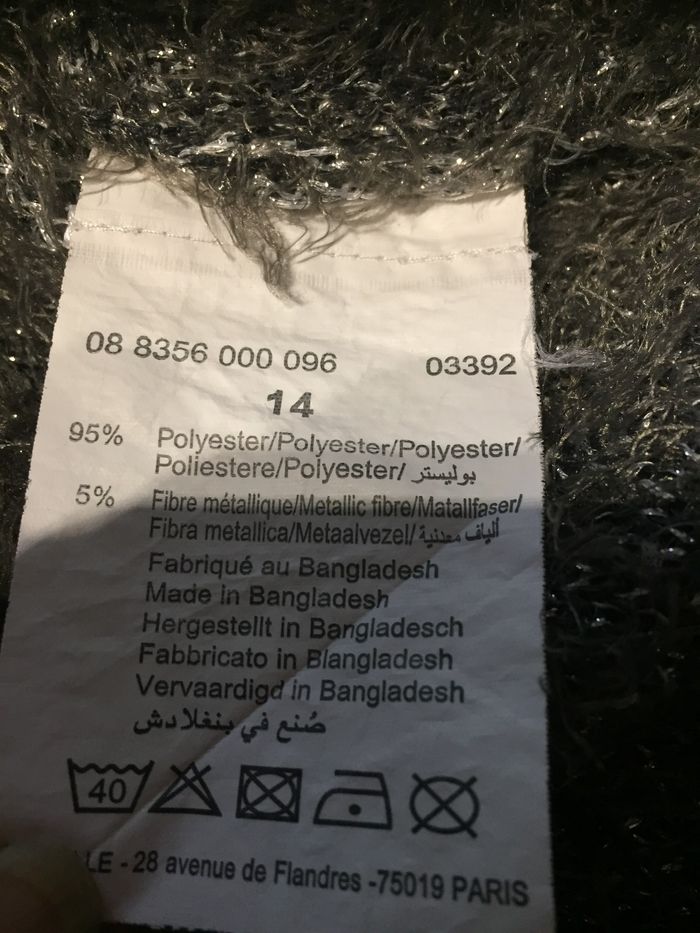 08 8356 000 096 03392
14
95% Polyester/Polyester/Polyester/
Poliestere/Polyester/ بوليستر
5% Fibre métallique/Metallic fibre/Matallfaser/
Fibra metallica/Metaalvezel/ ألياف معدنية
Fabriqué au Bangladesh
Made in Bangladesh
Hergestellt in Bangladesch
Fabbricato in Blangladesh
Vervaardigd in Bangladesh
صُنع في بنغلادش
40
LE - 28 avenue de Flandres -75019 PARIS